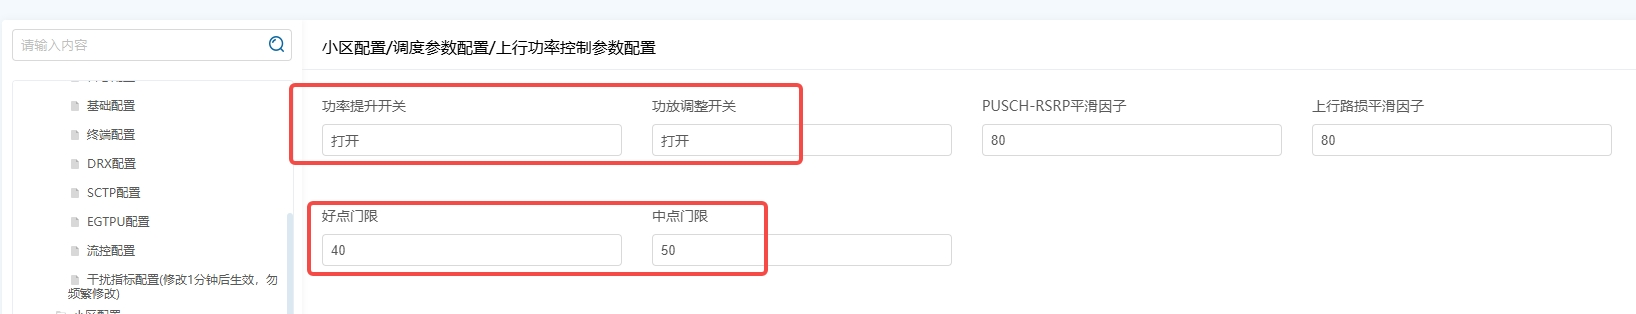 请输入内容
小区配置/调度参数配置/上行功率控制参数配置
基础配置
终端配置
DRX配置
SCTP配置
EGTPU配置
流控配置
干扰指标配置(修改1分钟后生效，勿
频繁修改)
小区配置
功率提升开关
打开
功放调整开关
打开
PUSCH-RSRP平滑因子
80
上行路损平滑因子
80
好点门限
40
中点门限
50